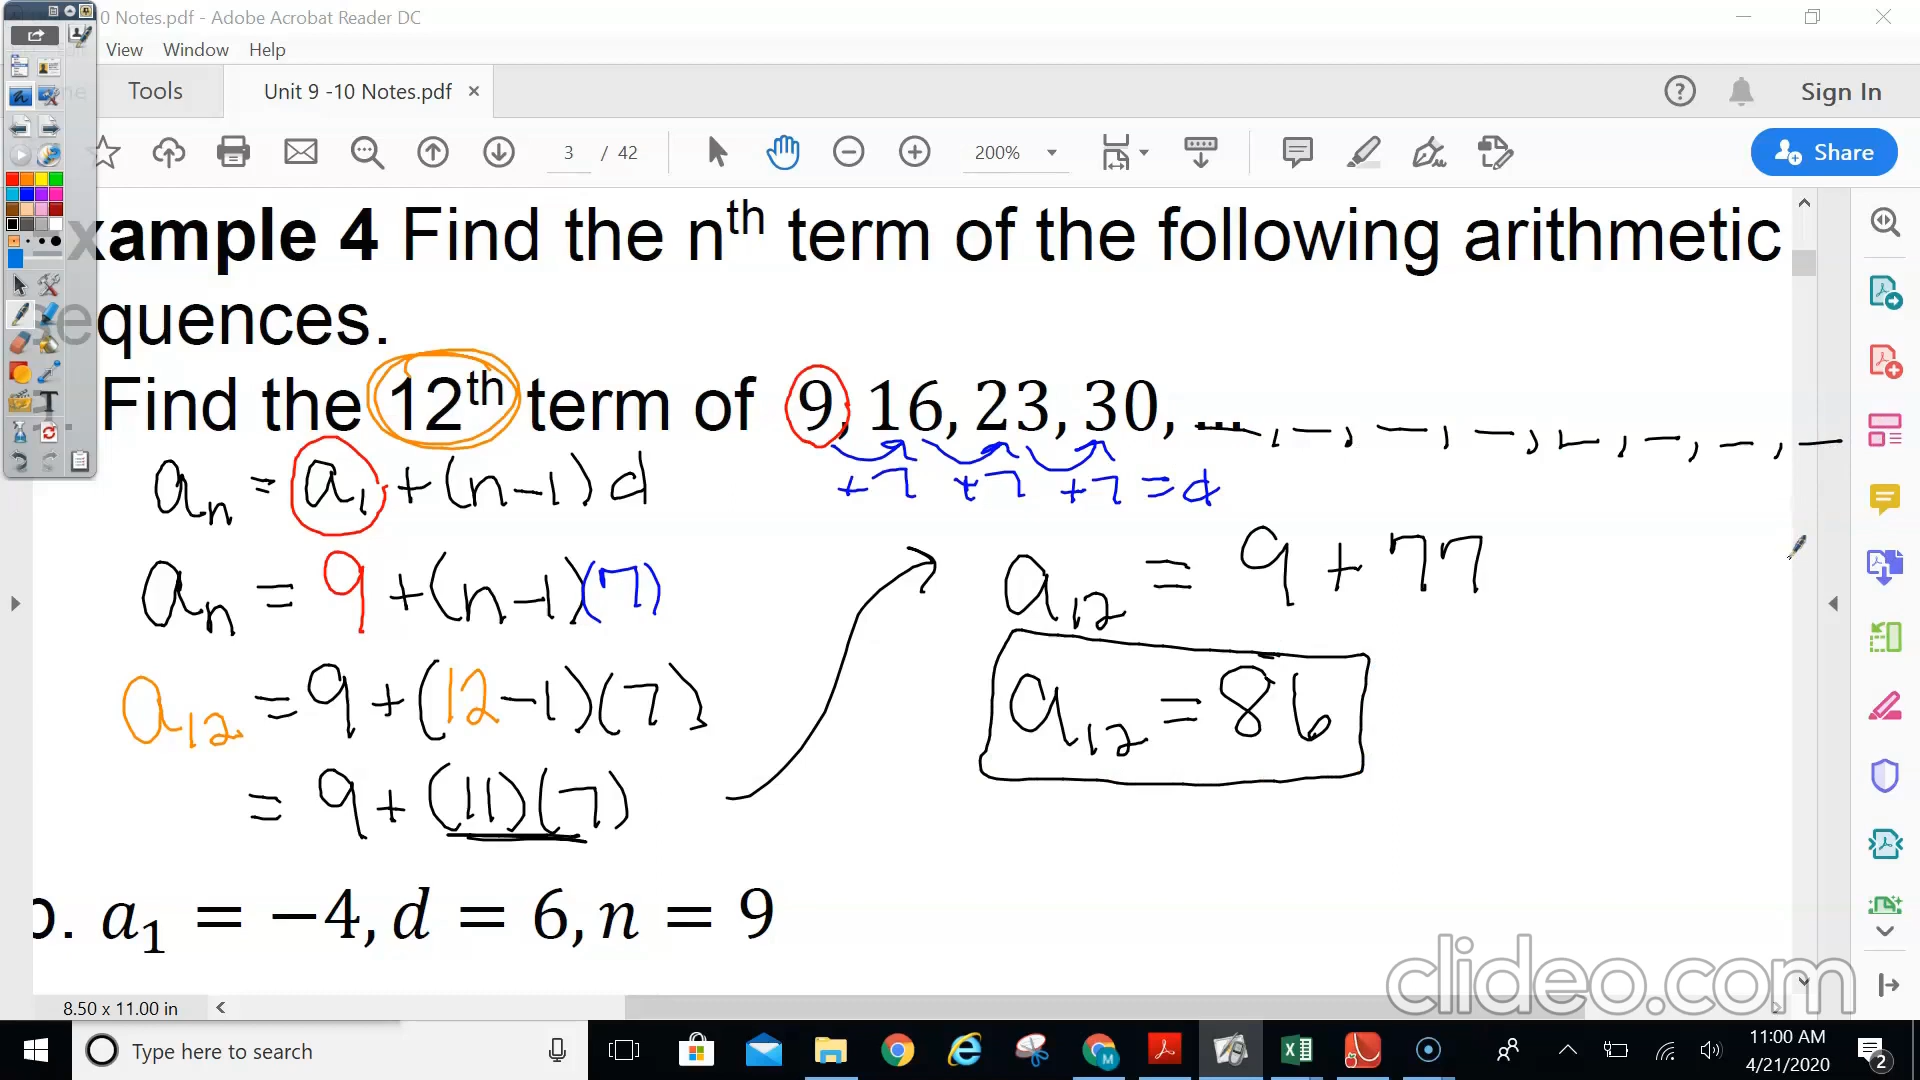 0 Notes.pdf - Adobe Acrobat Reader DC
View Window Help
Tools Unit 9 -10 Notes.pdf × Sign In
3 / 42 200% Share
xample 4 Find the nth term of the following arithmetic
equences.
Find the 12th term of 9, 16, 23, 30, ...
an = a1 + (n-1) d +7 +7 +7 = d
an = 9 + (n-1)(7)
a12 = 9 + (12-1)(7)
= 9 + (11)(7)
a12 = 9 + 77
a12 = 86
b. a1 = −4, d = 6, n = 9
clideo.com
8.50 x 11.00 in
Type here to search
11:00 AM
4/21/2020
2